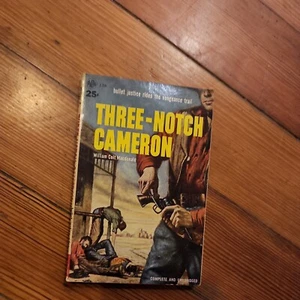 bullet justice rides the vengeance trail
25¢
THREE-NOTCH
CAMERON
William Colt MacDonald
COMPLETE AND UNABRIDGED